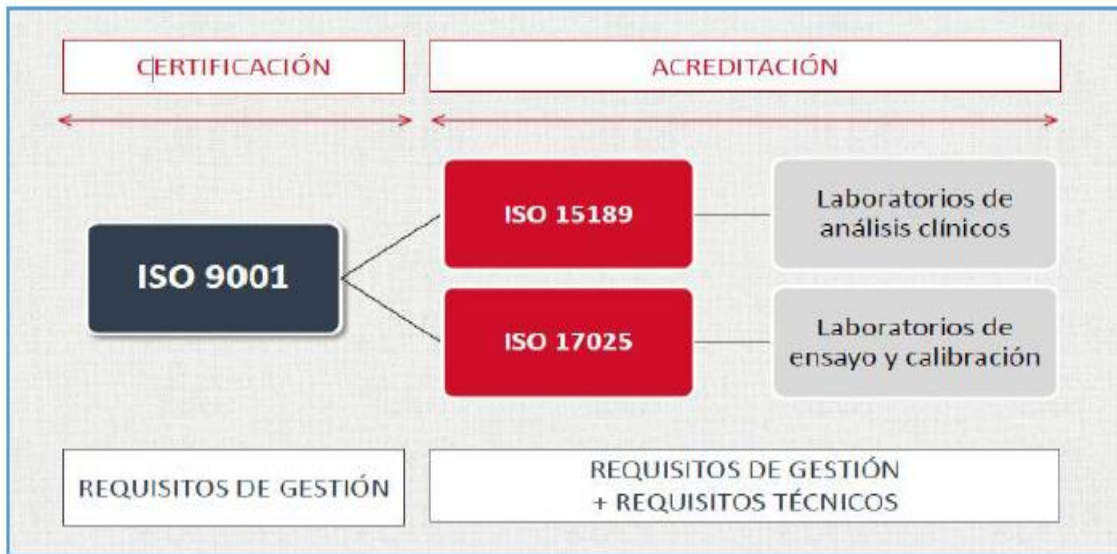 CERTIFICACIÓN
ACREDITACIÓN
ISO 9001
ISO 15189
Laboratorios de
análisis clínicos
ISO 17025
Laboratorios de
ensayo y calibración
REQUISITOS DE GESTIÓN
REQUISITOS DE GESTIÓN
+ REQUISITOS TÉCNICOS